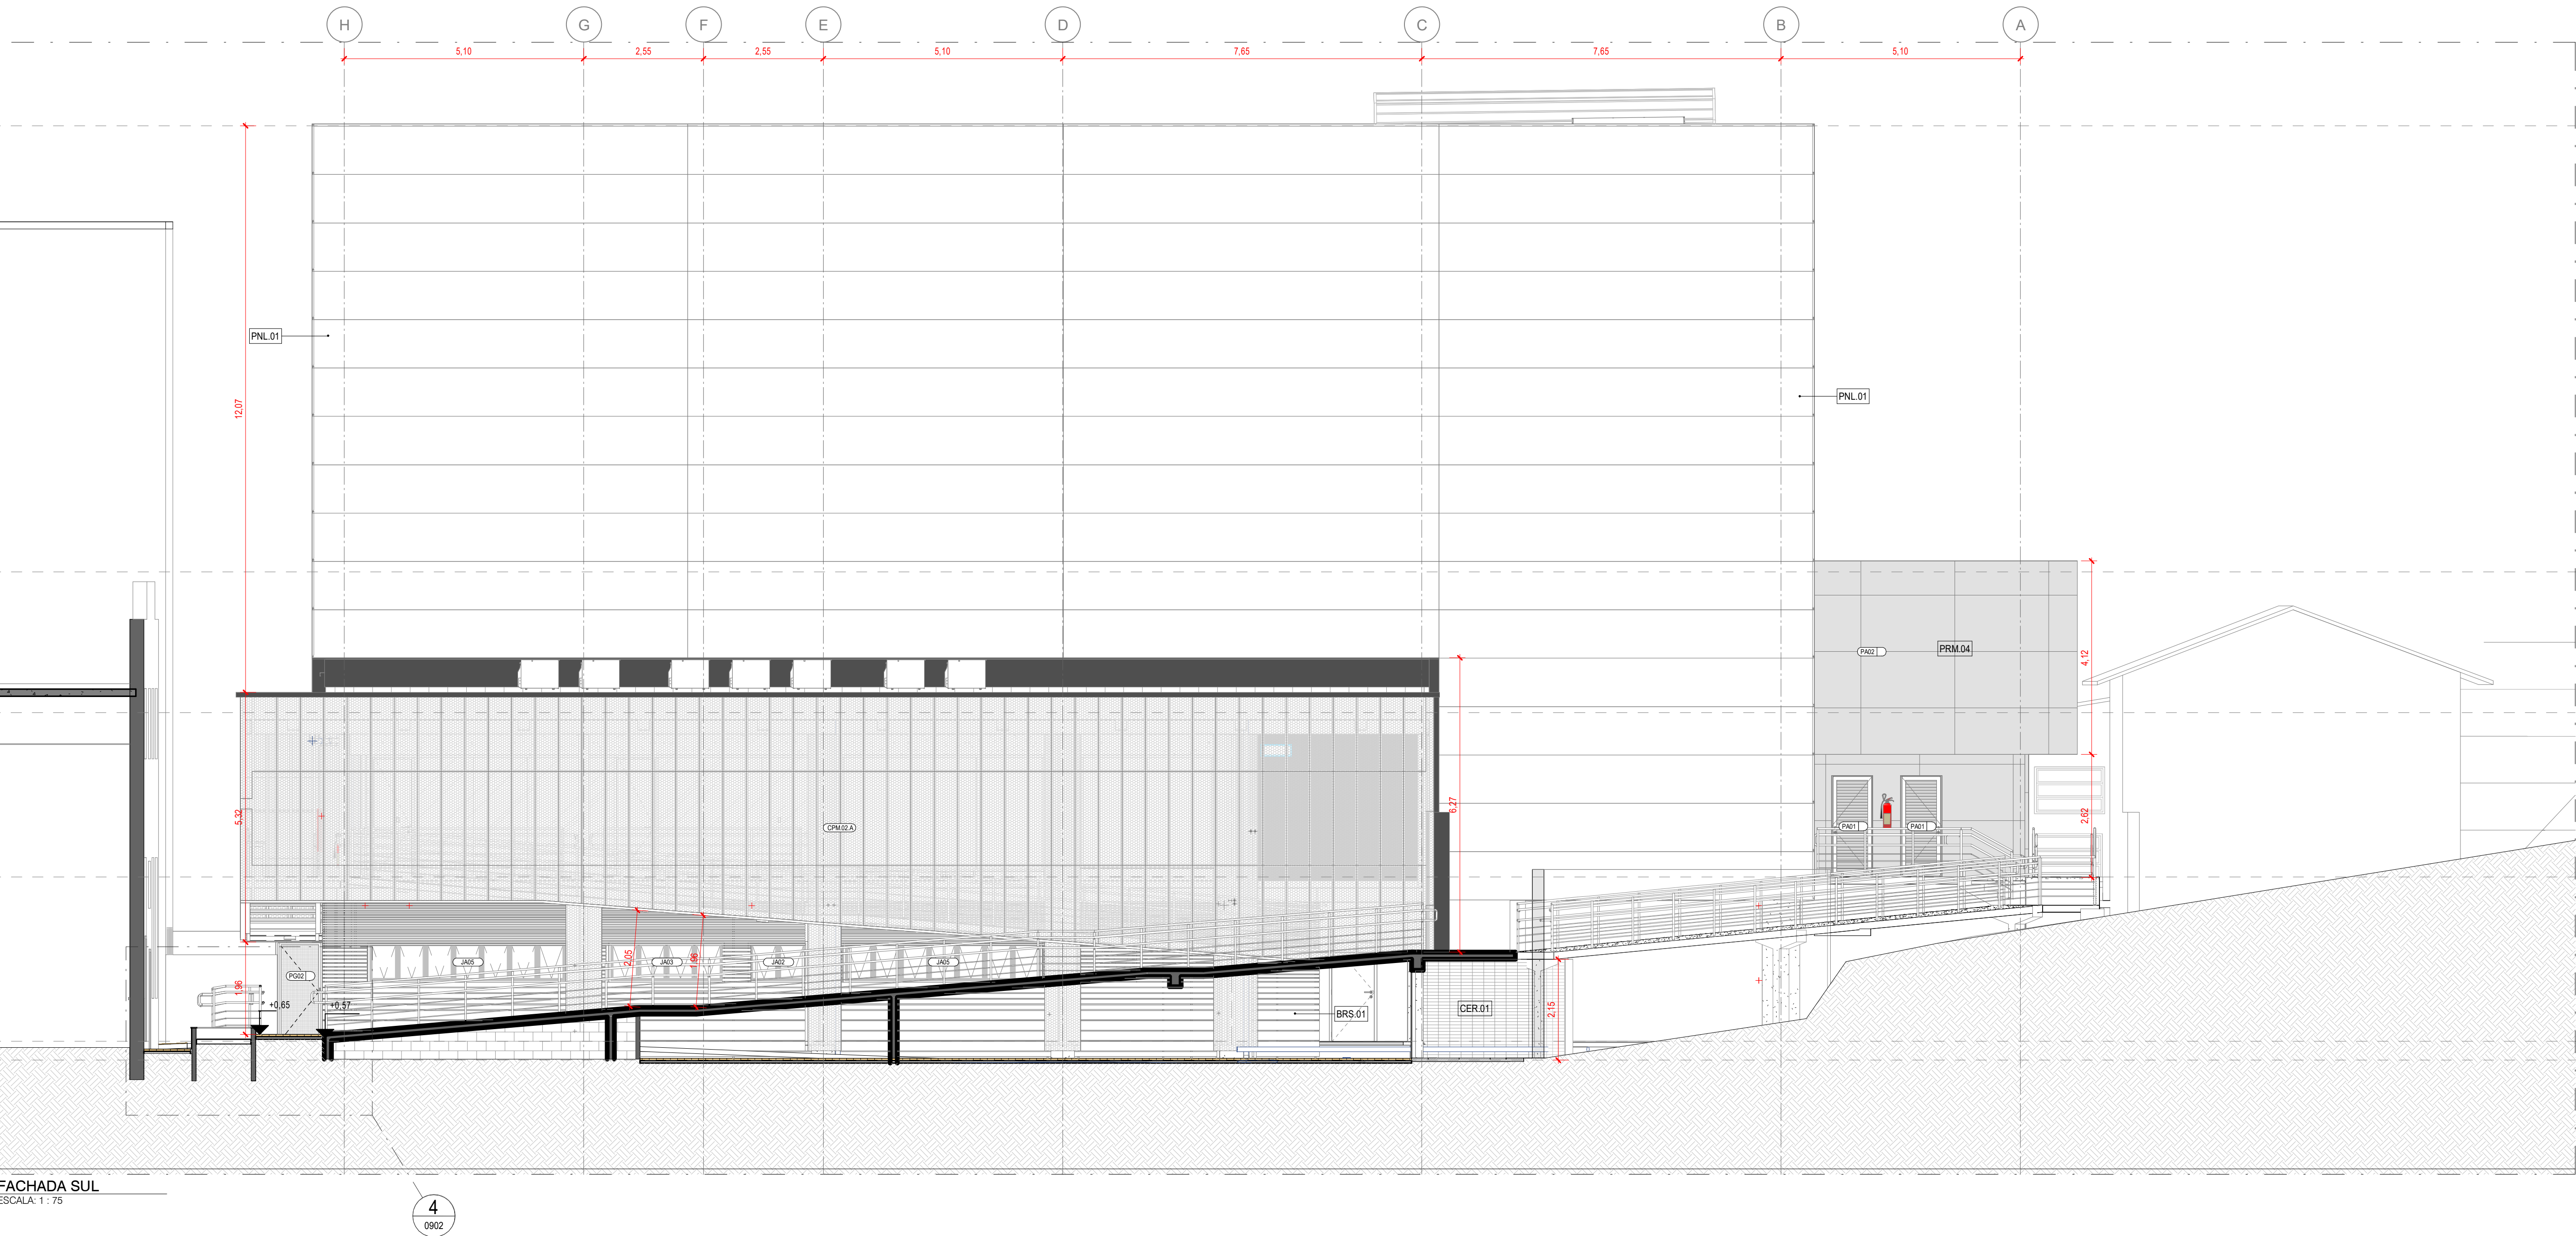 H G F E D C B A
5,10 2,55 2,55 5,10 7,65 7,65 5,10
PNL.01
12,07
PNL.01
PA02
PRM.04
4,12
CPM.02.A
5,32
6,27
PA01
PA01
2,62
2,05
1,96
PG02
JA05
JA03
JA02
JA05
1,96
+0,65
+0,57
BRS.01
CER.01
2,15
FACHADA SUL
ESCALA: 1 : 75
4
0902